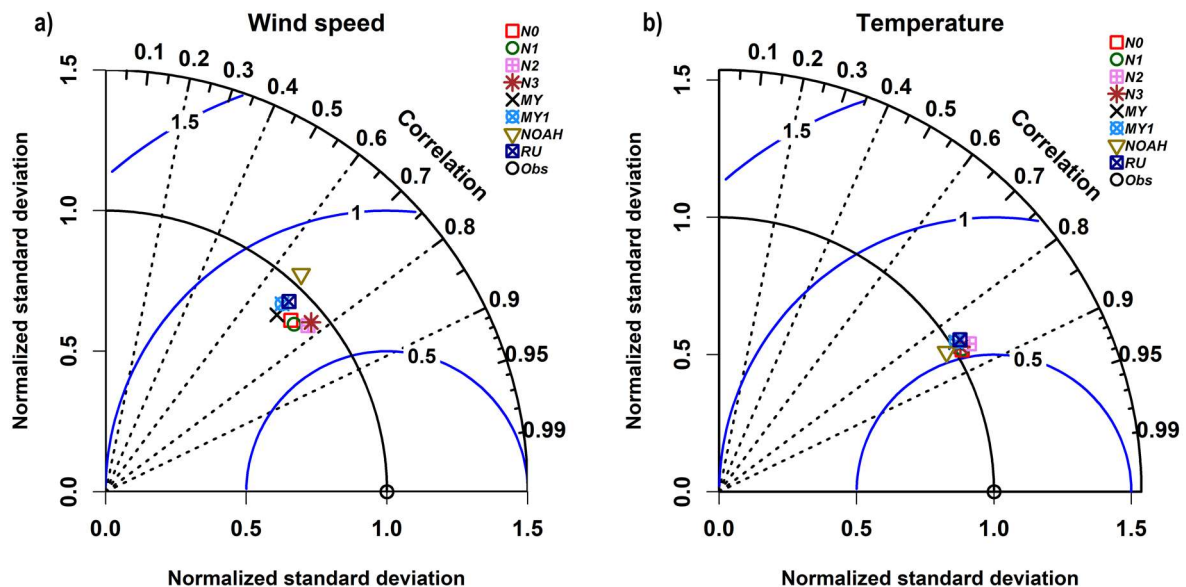 a)
Wind speed
N0
N1
N2
N3
MY
MY1
NOAH
RU
Obs
0.1
0.2
0.3
0.4
0.5
0.6
0.7
0.8
0.9
0.95
0.99
Correlation
1.5
1
0.5
Normalized standard deviation
1.5
1.0
0.5
0.0
0.0
0.5
1.0
1.5
Normalized standard deviation
b)
Temperature
N0
N1
N2
N3
MY
MY1
NOAH
RU
Obs
0.1
0.2
0.3
0.4
0.5
0.6
0.7
0.8
0.9
0.95
0.99
Correlation
1.5
1
0.5
Normalized standard deviation
1.5
1.0
0.5
0.0
0.0
0.5
1.0
1.5
Normalized standard deviation